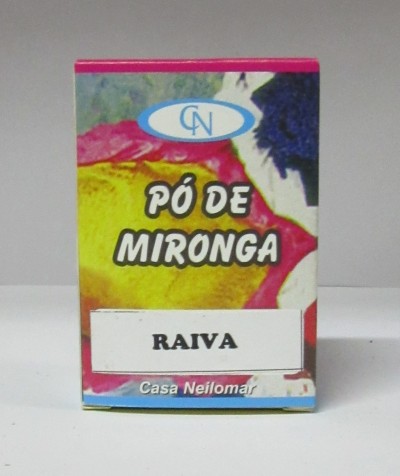 CN
PÓ DE
MIRONGA
RAIVA
Casa Neilomar